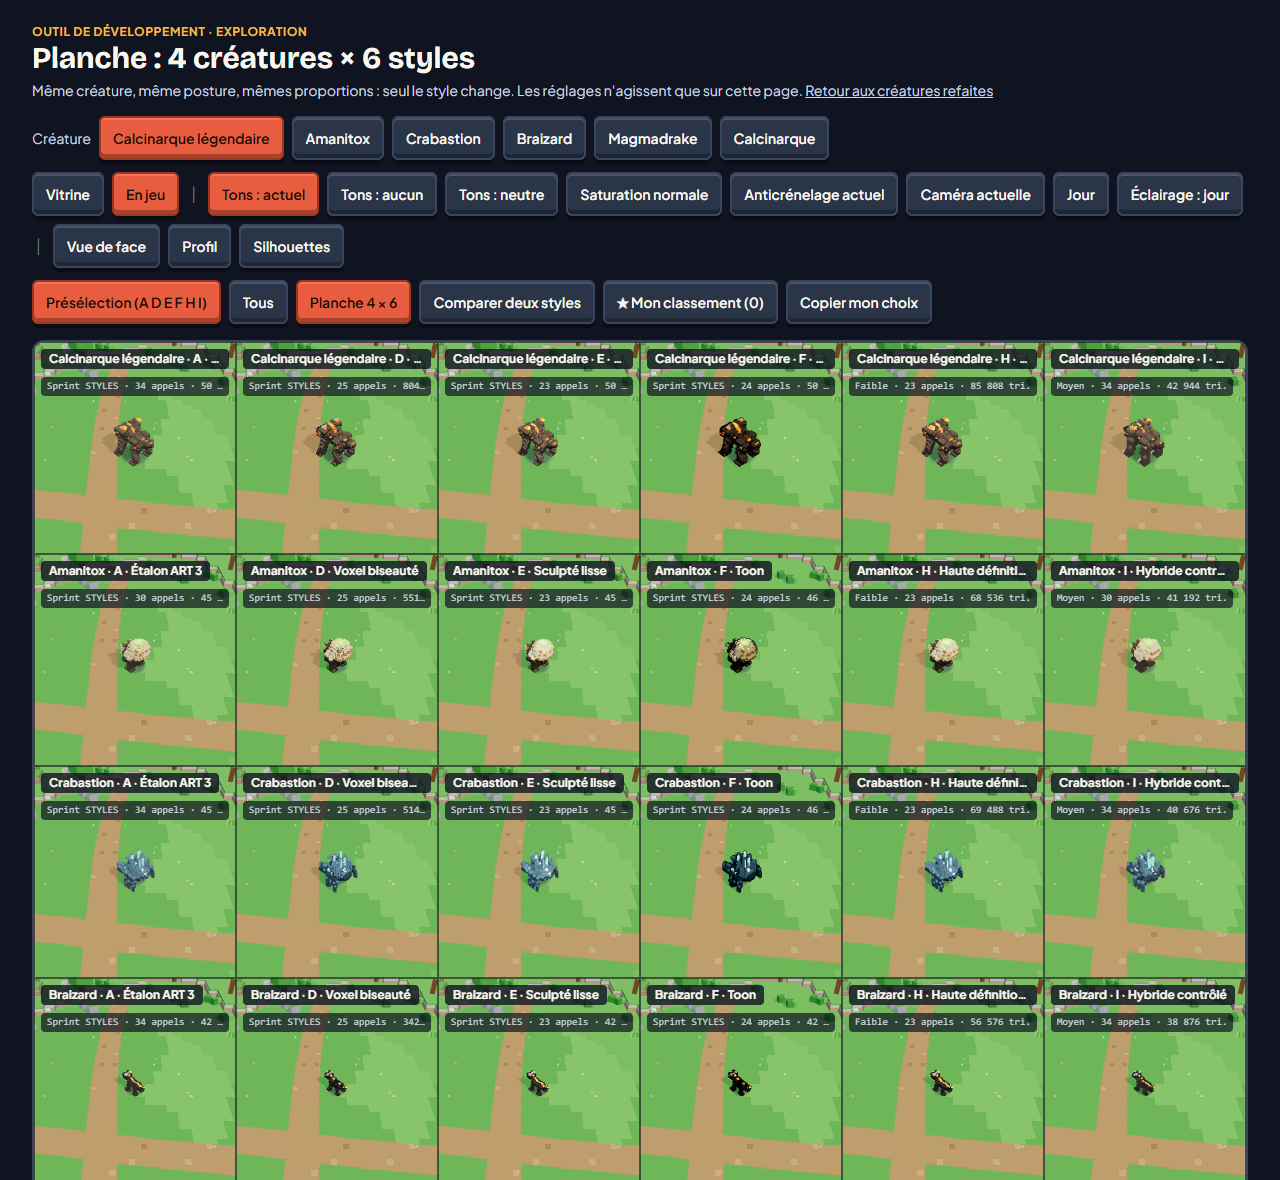 OUTIL DE DÉVELOPPEMENT · EXPLORATION
Planche : 4 créatures × 6 styles
Même créature, même posture, mêmes proportions : seul le style change. Les réglages n'agissent que sur cette page. Retour aux créatures refaites
Créature Calcinarque légendaire Amanitox Crabastion Braizard Magmadrake Calcinarque
Vitrine En jeu | Tons : actuel Tons : aucun Tons : neutre Saturation normale Anticrénelage actuel Caméra actuelle Jour Éclairage : jour
| Vue de face Profil Silhouettes
Présélection (A D E F H I) Tous Planche 4 × 6 Comparer deux styles ★ Mon classement (0) Copier mon choix
Calcinarque légendaire · A · … Calcinarque légendaire · D · … Calcinarque légendaire · E · … Calcinarque légendaire · F · … Calcinarque légendaire · H · … Calcinarque légendaire · I · …
Sprint STYLES · 34 appels · 50 … Sprint STYLES · 25 appels · 804… Sprint STYLES · 23 appels · 50 … Sprint STYLES · 24 appels · 50 … Faible · 23 appels · 85 808 tri. Moyen · 34 appels · 42 944 tri.
Amanitox · A · Étalon ART 3 Amanitox · D · Voxel biseauté Amanitox · E · Sculpté lisse Amanitox · F · Toon Amanitox · H · Haute définiti… Amanitox · I · Hybride contr…
Sprint STYLES · 30 appels · 45 … Sprint STYLES · 25 appels · 551… Sprint STYLES · 23 appels · 45 … Sprint STYLES · 24 appels · 46 … Faible · 23 appels · 68 536 tri. Moyen · 30 appels · 41 192 tri.
Crabastion · A · Étalon ART 3 Crabastion · D · Voxel bisea… Crabastion · E · Sculpté lisse Crabastion · F · Toon Crabastion · H · Haute défini… Crabastion · I · Hybride cont…
Sprint STYLES · 34 appels · 45 … Sprint STYLES · 25 appels · 514… Sprint STYLES · 23 appels · 45 … Sprint STYLES · 24 appels · 46 … Faible · 23 appels · 69 488 tri. Moyen · 34 appels · 40 676 tri.
Braizard · A · Étalon ART 3 Braizard · D · Voxel biseauté Braizard · E · Sculpté lisse Braizard · F · Toon Braizard · H · Haute définitio… Braizard · I · Hybride contrôlé
Sprint STYLES · 34 appels · 42 … Sprint STYLES · 25 appels · 342… Sprint STYLES · 23 appels · 42 … Sprint STYLES · 24 appels · 42 … Faible · 23 appels · 56 576 tri. Moyen · 34 appels · 38 876 tri.